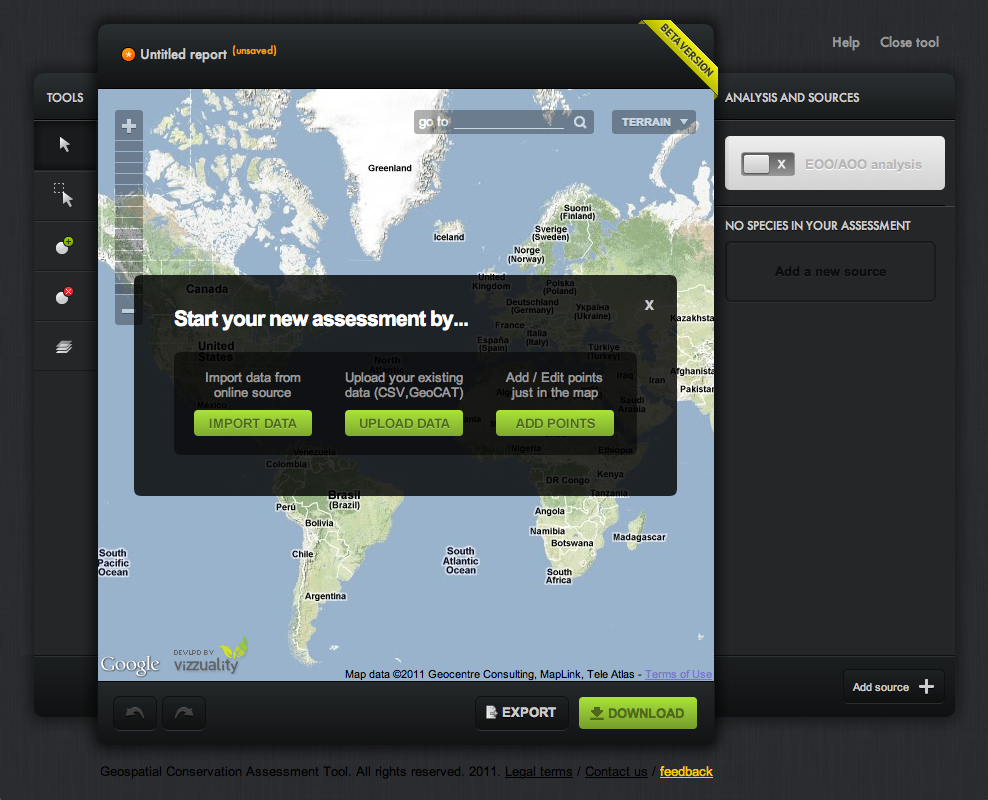 Help
Close tool
BETA VERSION
Untitled report (unsaved)
TOOLS
ANALYSIS AND SOURCES
go to
TERRAIN
X EOO/AOO analysis
NO SPECIES IN YOUR ASSESSMENT
Add a new source
Greenland
Iceland
Suomi
(Finland)
Sverige
(Sweden)
Norge
(Norway)
United
Kingdom
Polska
(Poland)
Deutschland
(Germany)
Україна
(Ukraine)
France
Italia
(Italy)
España
(Spain)
Türkiye
(Turkey)
Kazakhsta
Afghanista
Pakistan
Iraq
Iran
Saudi
Arabia
Canada
United
States
North
Atlantic
México
Start your new assessment by...
x
Import data from
online source
IMPORT DATA
Upload your existing
data (CSV,GeoCAT)
UPLOAD DATA
Add / Edit points
just in the map
ADD POINTS
Venezuela
Colombia
Nigeria
Ethiopia
Kenya
DR Congo
Tanzania
Brasil
(Brazil)
Perú
Bolivia
Angola
Namibia
Botswana
Madagascar
Chile
South
Pacific
Ocean
South
Atlantic
Ocean
South
Africa
Argentina
Google
DEVLPD BY
vizzuality
Map data ©2011 Geocentre Consulting, MapLink, Tele Atlas - Terms of Use
Add source
EXPORT
DOWNLOAD
Geospatial Conservation Assessment Tool. All rights reserved. 2011. Legal terms / Contact us / feedback